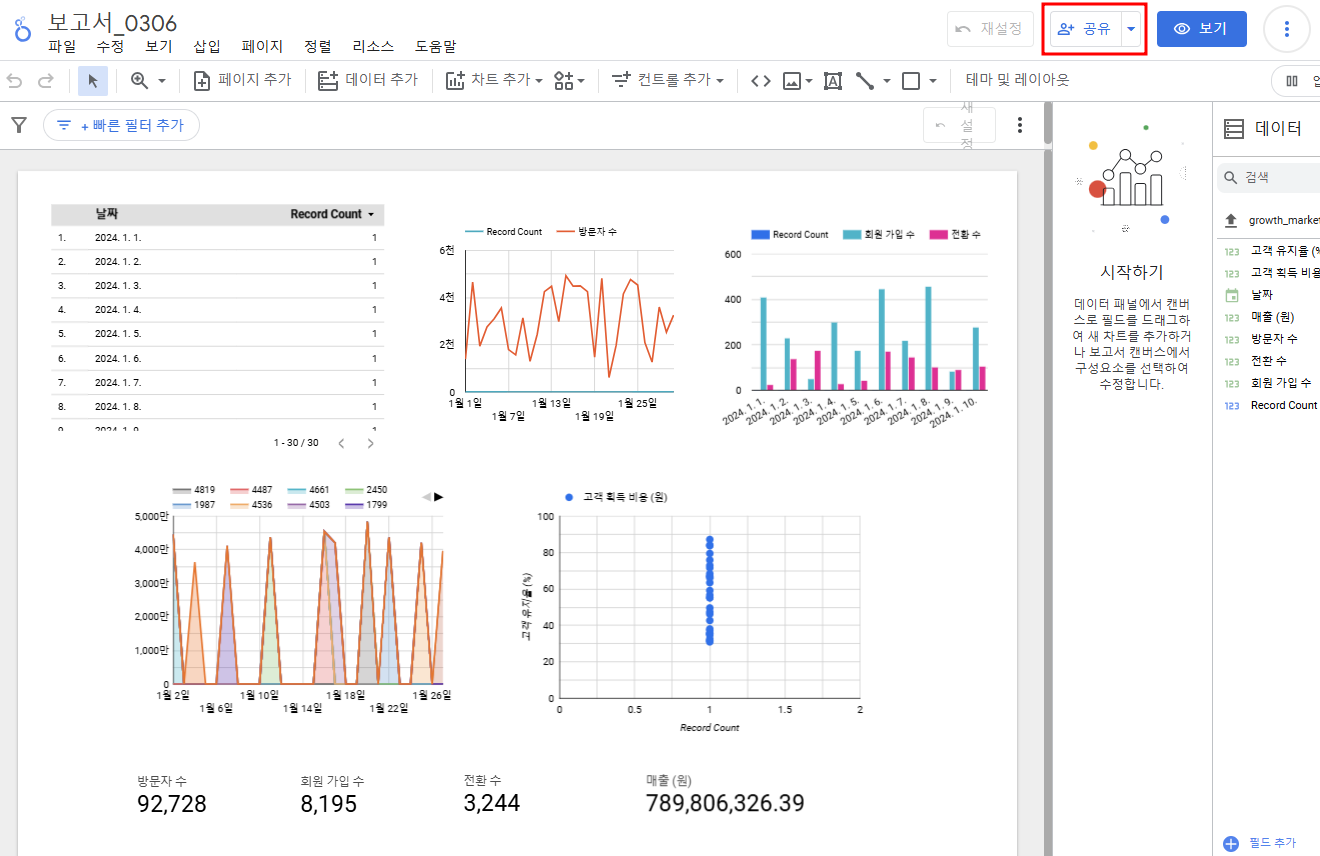 보고서_0306
파일 수정 보기 삽입 페이지 정렬 리소스 도움말
재설정
공유
보기
페이지 추가 데이터 추가 차트 추가 컨트롤 추가 테마 및 레이아웃
+ 빠른 필터 추가
재설정
날짜 Record Count
1. 2024. 1. 1. 1
2. 2024. 1. 2. 1
3. 2024. 1. 3. 1
4. 2024. 1. 4. 1
5. 2024. 1. 5. 1
6. 2024. 1. 6. 1
7. 2024. 1. 7. 1
8. 2024. 1. 8. 1
9. 2024. 1. 9. 1
1 - 30 / 30
Record Count 방문자 수
6천
4천
2천
0
1월 1일 1월 7일 1월 13일 1월 19일 1월 25일
Record Count 회원 가입 수 전환 수
600
400
200
0
2024. 1. 1. 2024. 1. 2. 2024. 1. 3. 2024. 1. 4. 2024. 1. 5. 2024. 1. 6. 2024. 1. 7. 2024. 1. 8. 2024. 1. 9. 2024. 1. 10.
4819 4487 4661 2450
1987 4536 4503 1799
5,000만
4,000만
3,000만
2,000만
1,000만
0
1월 2일 1월 6일 1월 10일 1월 14일 1월 18일 1월 22일 1월 26일
고객 획득 비용 (원)
고객 유지율 (%)
100
80
60
40
20
0
0 0.5 1 1.5 2
Record Count
방문자 수 회원 가입 수 전환 수 매출 (원)
92,728 8,195 3,244 789,806,326.39
시작하기
데이터 패널에서 캔버
스로 필드를 드래그하
여 새 차트를 추가하거
나 보고서 캔버스에서
구성요소를 선택하여
수정합니다.
데이터
검색
growth_market
123 고객 유지율 (%
123 고객 획득 비용
날짜
123 매출 (원)
123 방문자 수
123 전환 수
123 회원 가입 수
123 Record Count
필드 추가